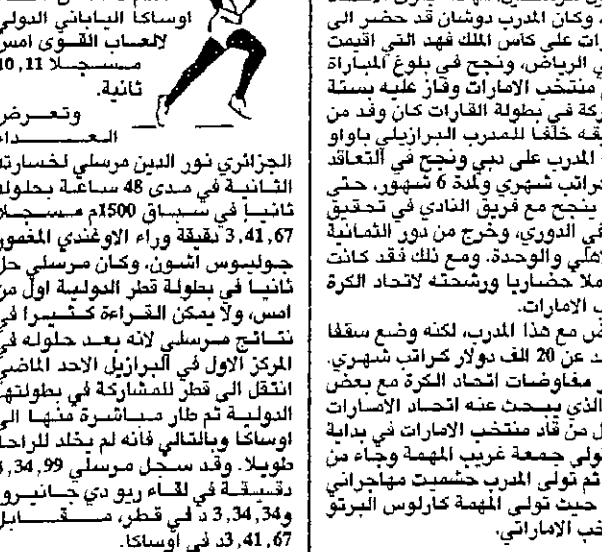 اوساكا الياباني الدولي
لالعاب القوى امس
مسجلا 10,11
ثانية.
وتعرض
العداء
الجزائري نور الدين مرسلي لخسارته
الثانية في مدى 48 ساعة بحلوله
ثانيا في سباق 1500م مسجلا
3,41,67 دقيقة وراء الاوغندي المغمور
جوليوس اشون، وكان مرسلي حل
ثانيا في بطولة قطر الدولية اول من
امس، ولا يمكن القراءة كثيرا في
نتائج مرسلي لانه بعد حلوله في
المركز الاول في البرازيل الاحد الماضي
انتقل الى قطر للمشاركة في بطولتها
الدولية ثم طار مباشرة منها الى
اوساكا وبالتالي فانه لم يخلد للراحة
طويلا. وقد سجل مرسلي 3,34,99
دقيقة في لقاء ريو دي جانيرو
و3,34,34 د في قطر، مقابل
3,41,67د في اوساكا.
، وكان المدرب دوشان قد حضر الى
رات على كاس الملك فهد التي اقيمت
ي الرياض، ونجح في بلوغ المباراة
منتخب الامارات وفاز عليه بستة
ركة في بطولة القارات كان وفد من
يقه خلفا للمدرب البرازيلي باولو
المدرب على دبي ونجح في التعاقد
كراتب شهري ولمدة 6 شهور، حتى
ينجح مع فريق النادي في تحقيق
في الدوري، وخرج من دور الثمانية
اهلي والوحدة. ومع ذلك فقد كانت
ملا حضاريا ورشحته لاتحاد الكرة
ب الامارات.
ض مع هذا المدرب، لكنه وضع سقفا
د عن 20 الف دولار كراتب شهري.
ر مفاوضات اتحاد الكرة مع بعض
الذي يبحث عنه اتحاد الامارات
ل من قاد منتخب الامارات في بداية
تولي جمعة غريب المهمة وجاء من
ثم تولى المدرب حشمت مهاجراني
حيث تولى المهمة كارلوس البرتو
خب الاماراتي.